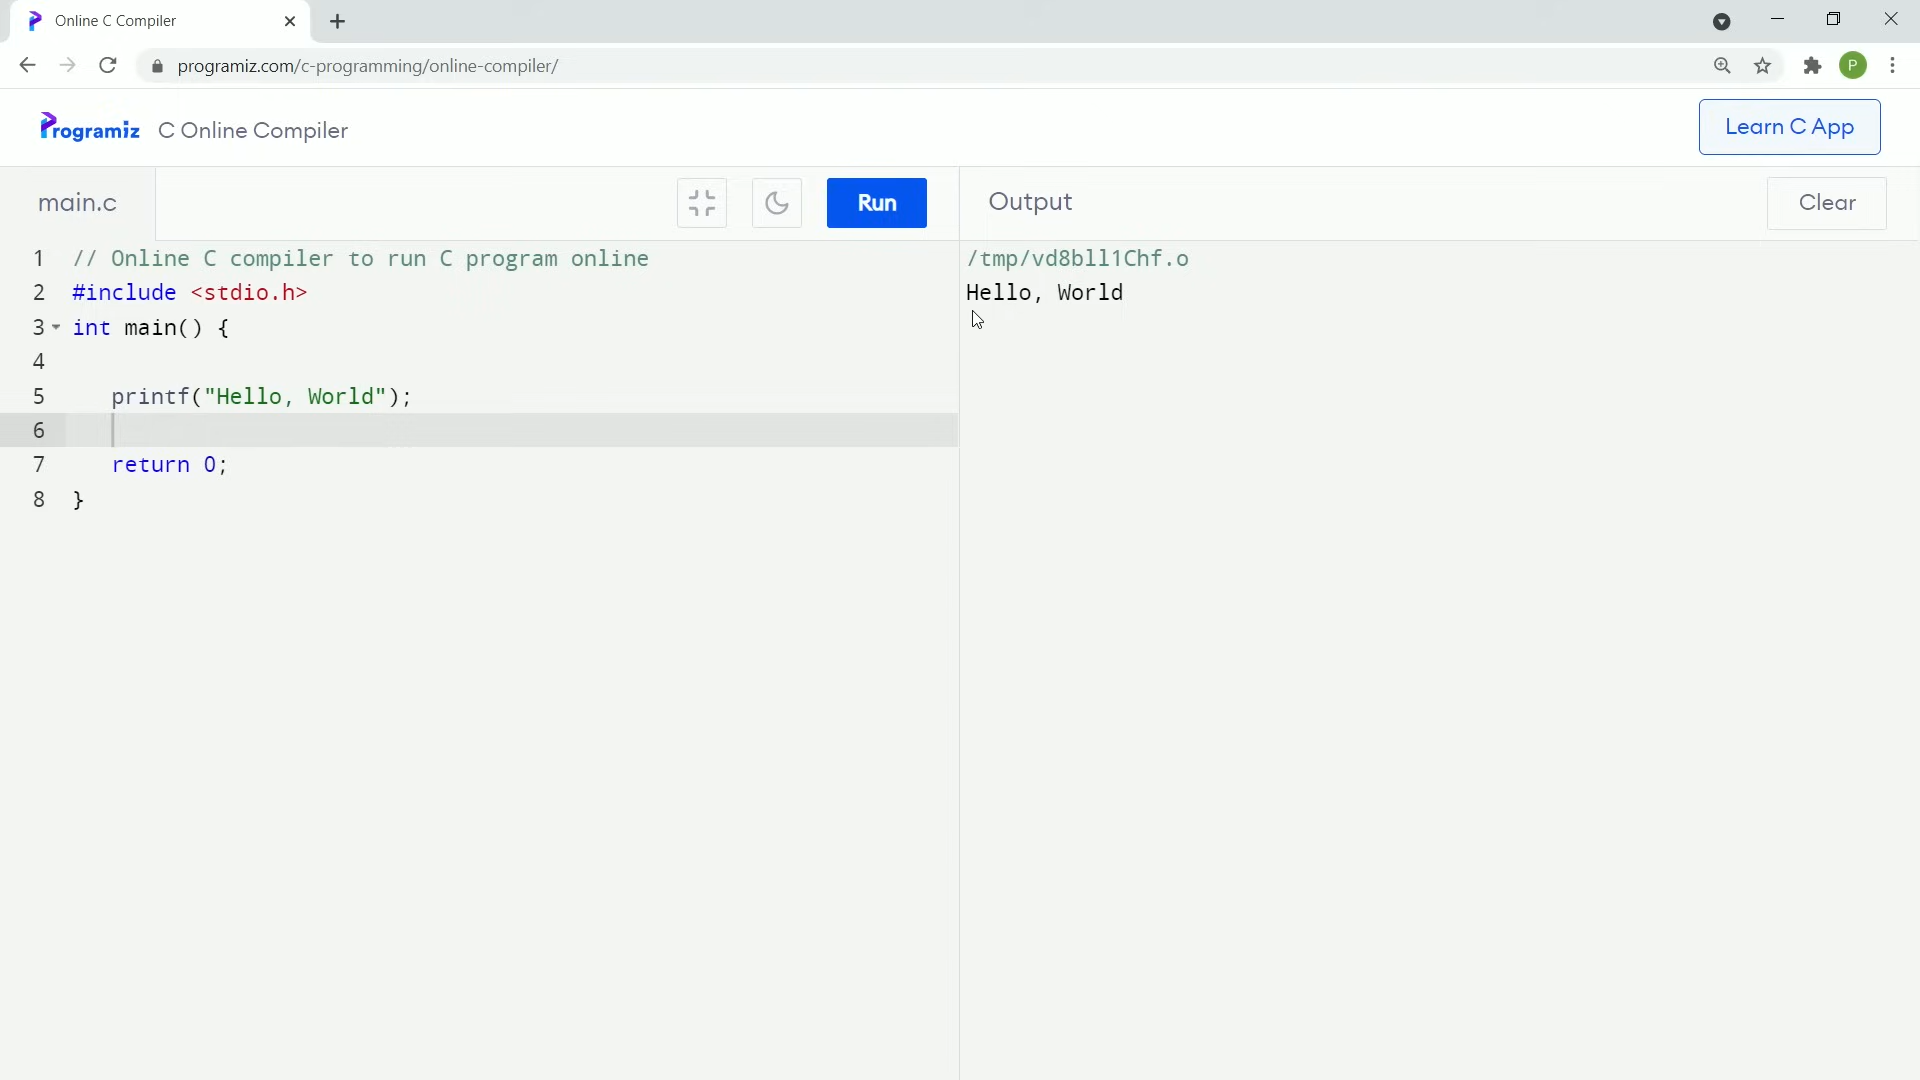 Online C Compiler
programiz.com/c-programming/online-compiler/
P
Programiz C Online Compiler
Learn C App
main.c
Run
Output
Clear
1 // Online C compiler to run C program online
2 #include <stdio.h>
3 int main() {
4
5 printf("Hello, World");
6
7 return 0;
8 }
/tmp/vd8bll1Chf.o
Hello, World